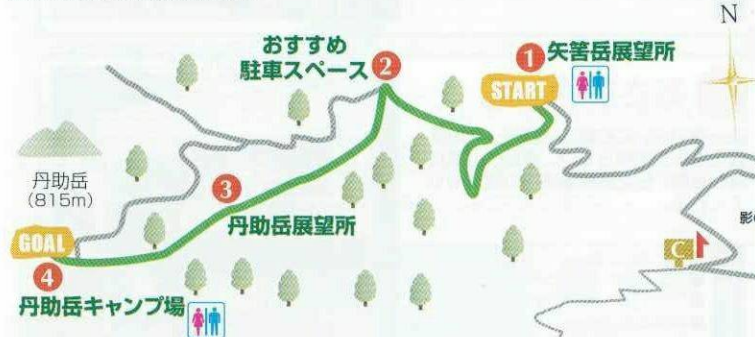 N
おすすめ
駐車スペース
2
1
矢筈岳展望所
START
丹助岳
(815m)
3
丹助岳展望所
GOAL
4
丹助岳キャンプ場
C
影